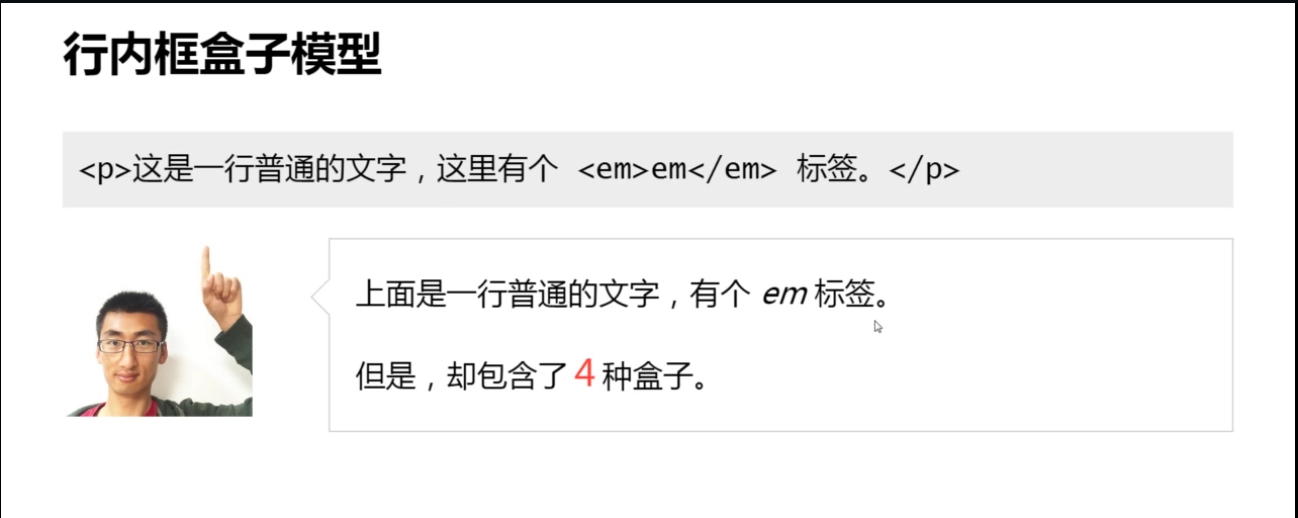 行内框盒子模型
<p>这是一行普通的文字，这里有个 <em>em</em> 标签。</p>
上面是一行普通的文字，有个 em 标签。
但是，却包含了 4 种盒子。